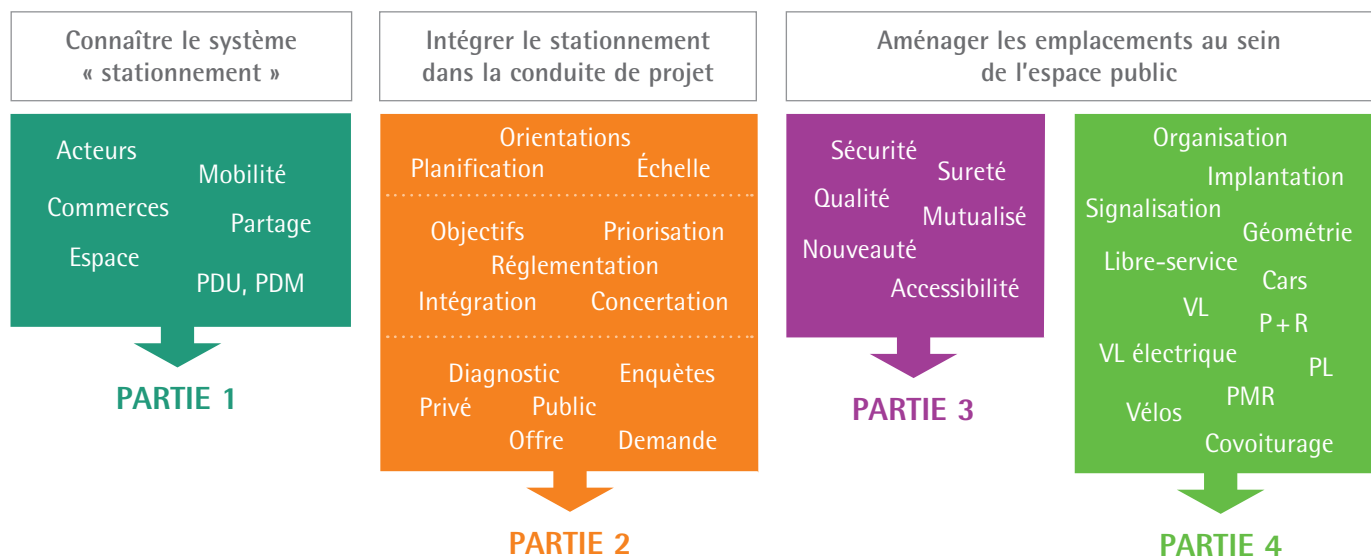 Connaître le système
« stationnement »
Intégrer le stationnement
dans la conduite de projet
Aménager les emplacements au sein
de l'espace public
Acteurs
Mobilité
Commerces
Partage
Espace
PDU, PDM
PARTIE 1
Orientations
Planification
Échelle
Objectifs
Priorisation
Réglementation
Intégration
Concertation
Diagnostic
Enquètes
Privé
Public
Offre
Demande
PARTIE 2
Sécurité
Sureté
Qualité
Mutualisé
Nouveauté
Accessibilité
PARTIE 3
Organisation
Implantation
Signalisation
Géométrie
Libre-service
Cars
VL
P + R
VL électrique
PL
PMR
Vélos
Covoiturage
PARTIE 4